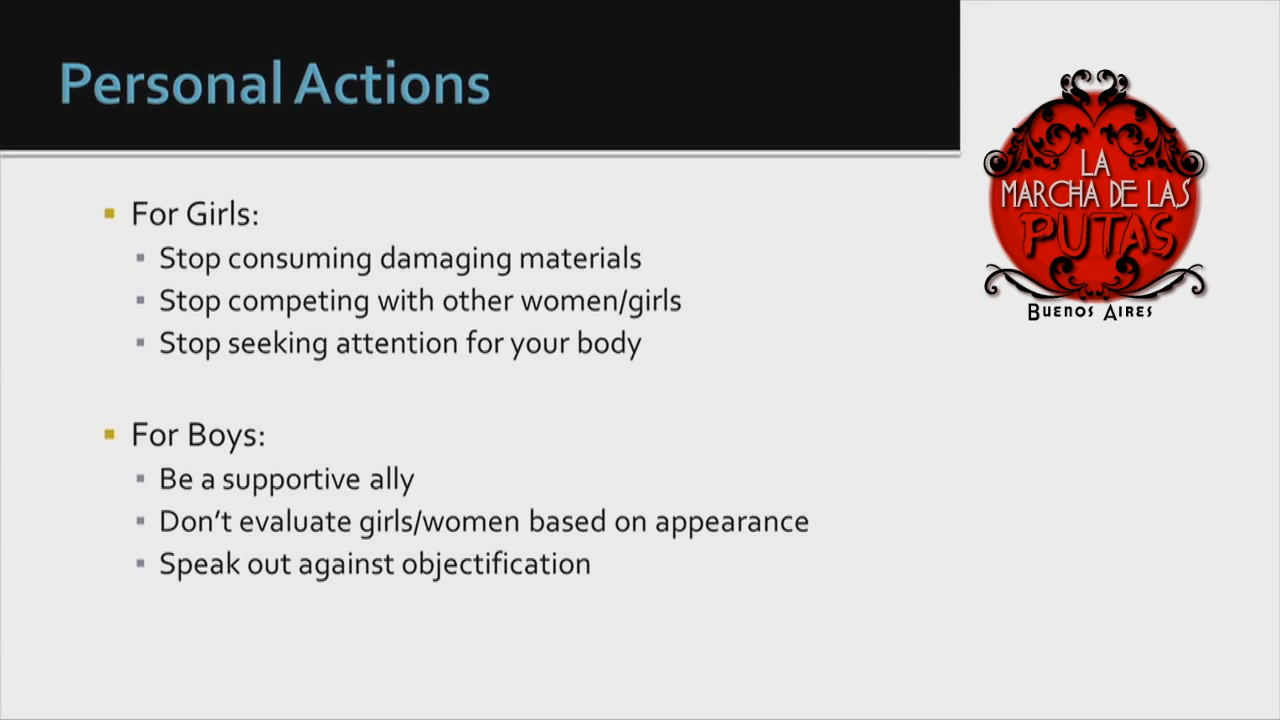 Personal Actions
LA
MARCHA DE LAS
PUTAS
BUENOS AIRES
For Girls:
Stop consuming damaging materials
Stop competing with other women/girls
Stop seeking attention for your body
For Boys:
Be a supportive ally
Don't evaluate girls/women based on appearance
Speak out against objectification